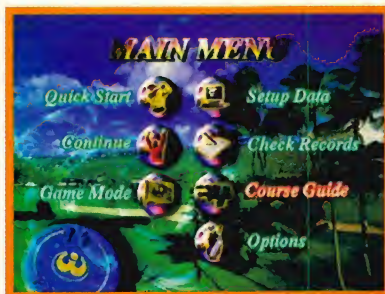 MAIN MENU
Quick Start
Setup Data
Continue
Check Records
Game Mode
Course Guide
Options